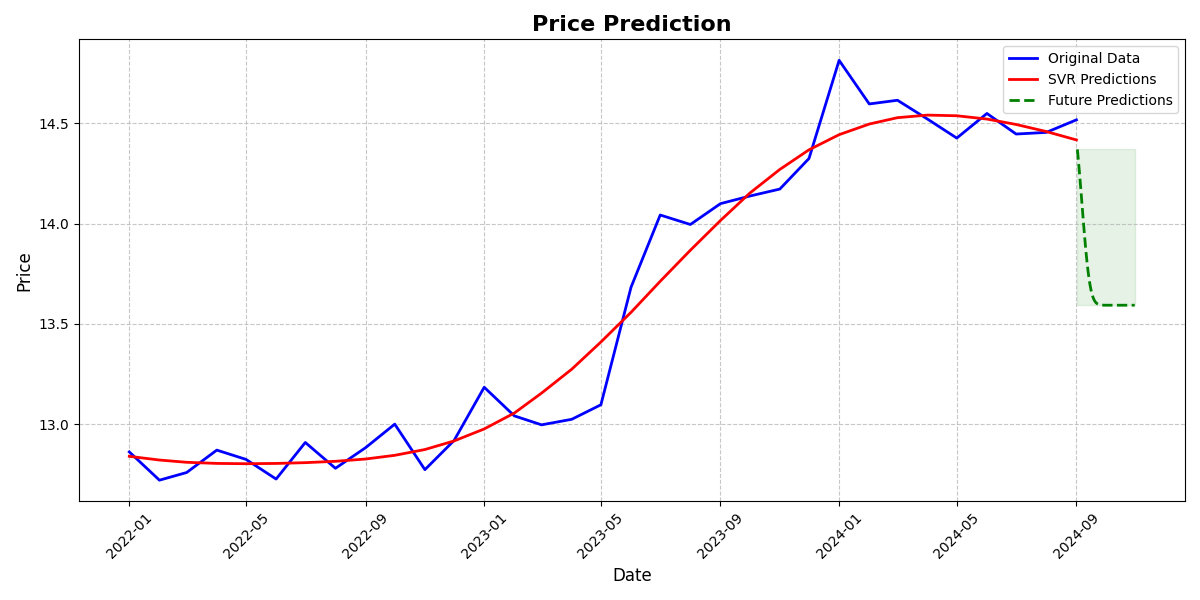 Price Prediction
Original Data
SVR Predictions
Future Predictions
Price
14.5
14.0
13.5
13.0
2022-01
2022-05
2022-09
2023-01
2023-05
2023-09
2024-01
2024-05
2024-09
Date